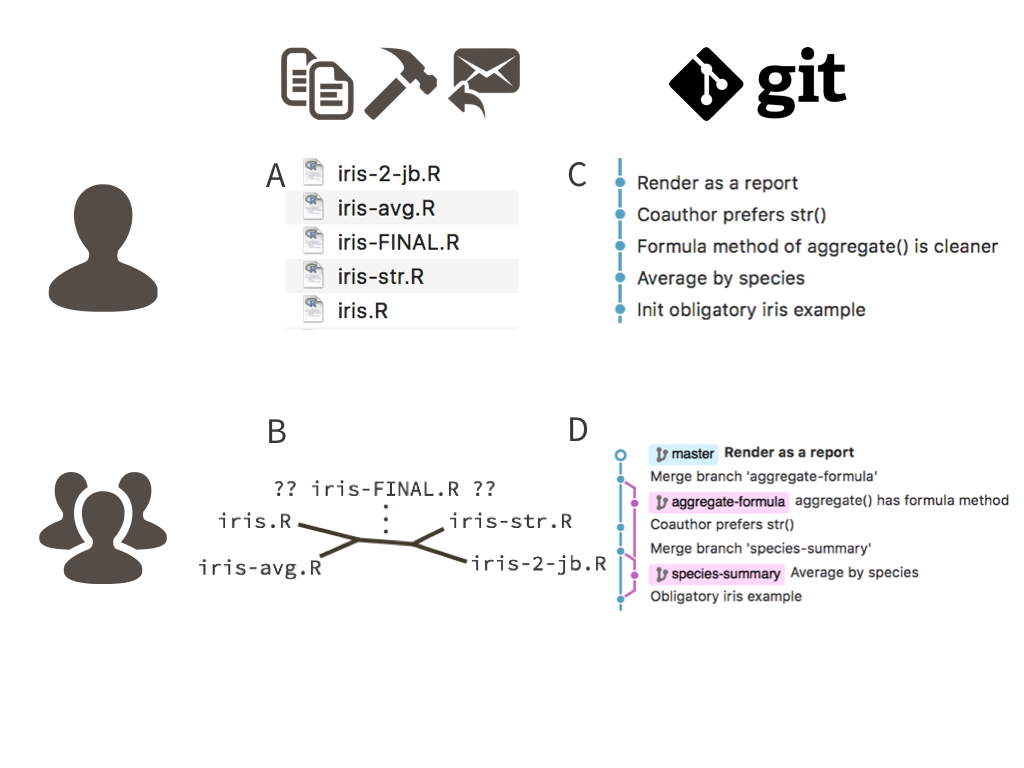 git
A
iris-2-jb.R
iris-avg.R
iris-FINAL.R
iris-str.R
iris.R
C
Render as a report
Coauthor prefers str()
Formula method of aggregate() is cleaner
Average by species
Init obligatory iris example
B
?? iris-FINAL.R ??
iris.R
iris-str.R
iris-avg.R
iris-2-jb.R
D
master Render as a report
Merge branch 'aggregate-formula'
aggregate-formula aggregate() has formula method
Coauthor prefers str()
Merge branch 'species-summary'
species-summary Average by species
Obligatory iris example